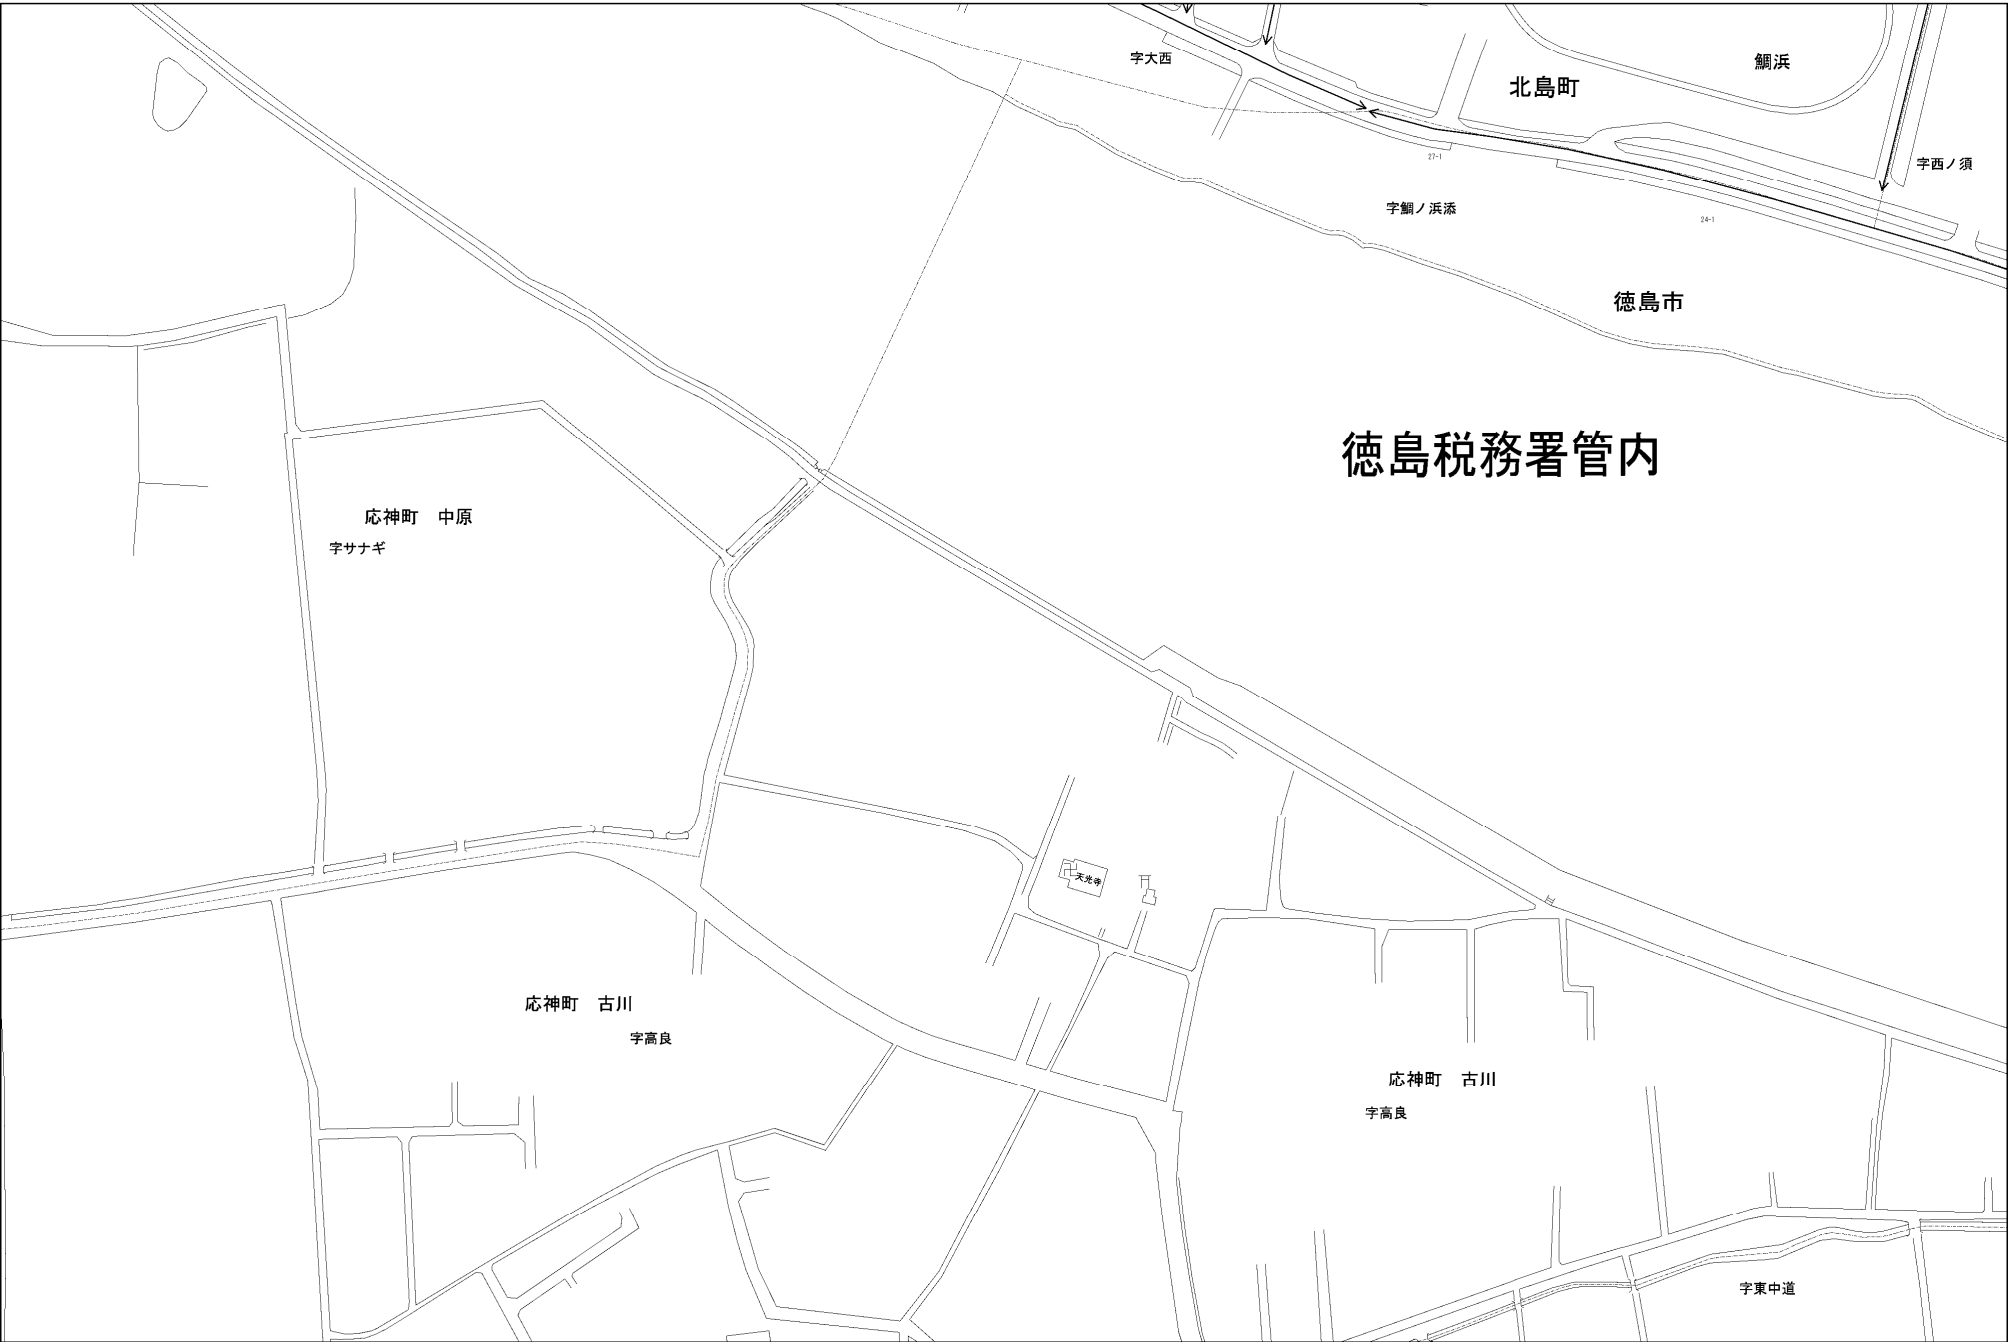 字大西
鯛浜
北島町
27-1
字西ノ須
字鯛ノ浜添
24-1
徳島市
徳島税務署管内
応神町　中原
字サナギ
天光寺
応神町　古川
字高良
応神町　古川
字高良
字東中道